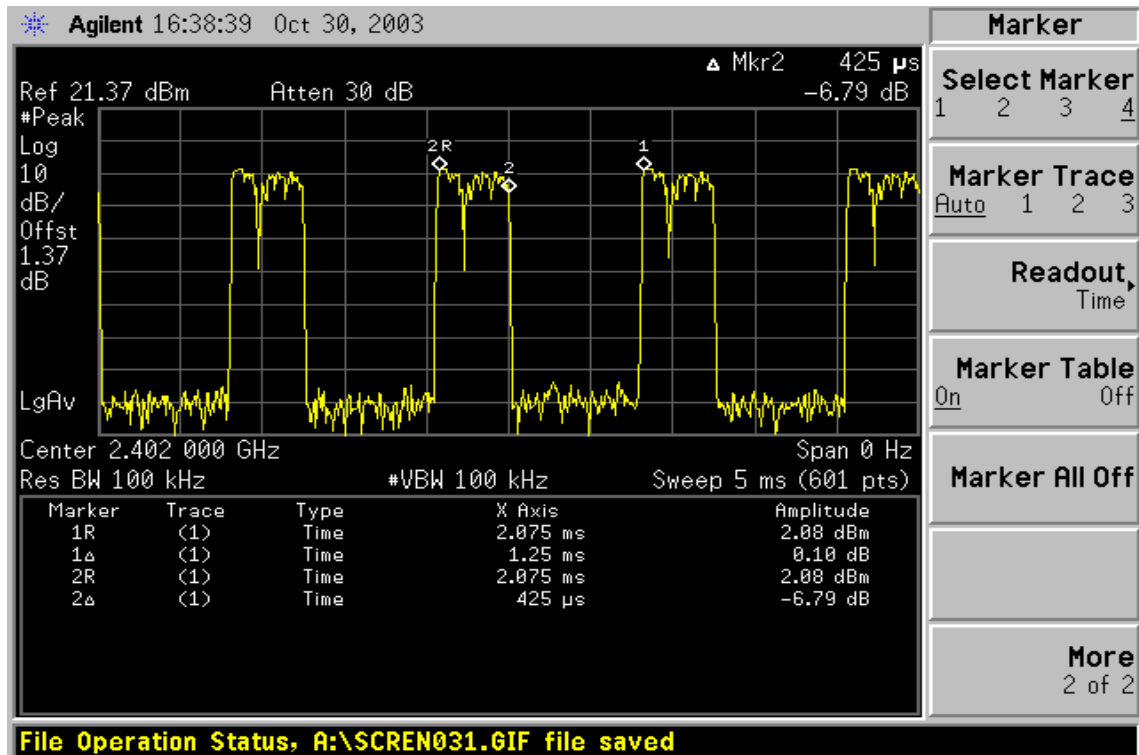 Agilent 16:38:39 Oct 30, 2003
Δ Mkr2 425 µs
Ref 21.37 dBm Atten 30 dB -6.79 dB
#Peak
Log
10
dB/
Offst
1.37
dB
LgAv
2R
2
1
Center 2.402 000 GHz Span 0 Hz
Res BW 100 kHz #VBW 100 kHz Sweep 5 ms (601 pts)
Marker Trace Type X Axis Amplitude
1R (1) Time 2.075 ms 2.08 dBm
1Δ (1) Time 1.25 ms 0.10 dB
2R (1) Time 2.075 ms 2.08 dBm
2Δ (1) Time 425 µs -6.79 dB
Marker
Select Marker
1 2 3 4
Marker Trace
Auto 1 2 3
Readout
Time
Marker Table
On Off
Marker All Off
More
2 of 2
File Operation Status, A:\SCREN031.GIF file saved